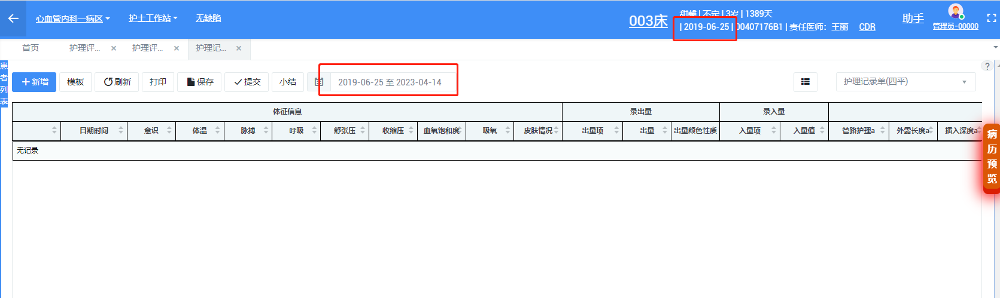 心血管内科一病区 护士工作站 无缺陷 003床 甜馨 | 不定 | 3岁 | 1389天 助手
| 2019-06-25 | 00407176B1 | 责任医师：王丽 CDR 管理员-00000
首页 护理评... × 护理评... × 护理记... ×
患者列表
?
+ 新增 模板 刷新 打印 保存 提交 小结 2019-06-25 至 2023-04-14 护理记录单(四平)
体征信息 录出量 录入量
日期时间 意识 体温 脉搏 呼吸 舒张压 收缩压 血氧饱和度 吸氧 皮肤情况 出量项 出量 出量颜色性质 入量项 入量值 管路护理a 外露长度a 插入深度a
无记录
病历预览